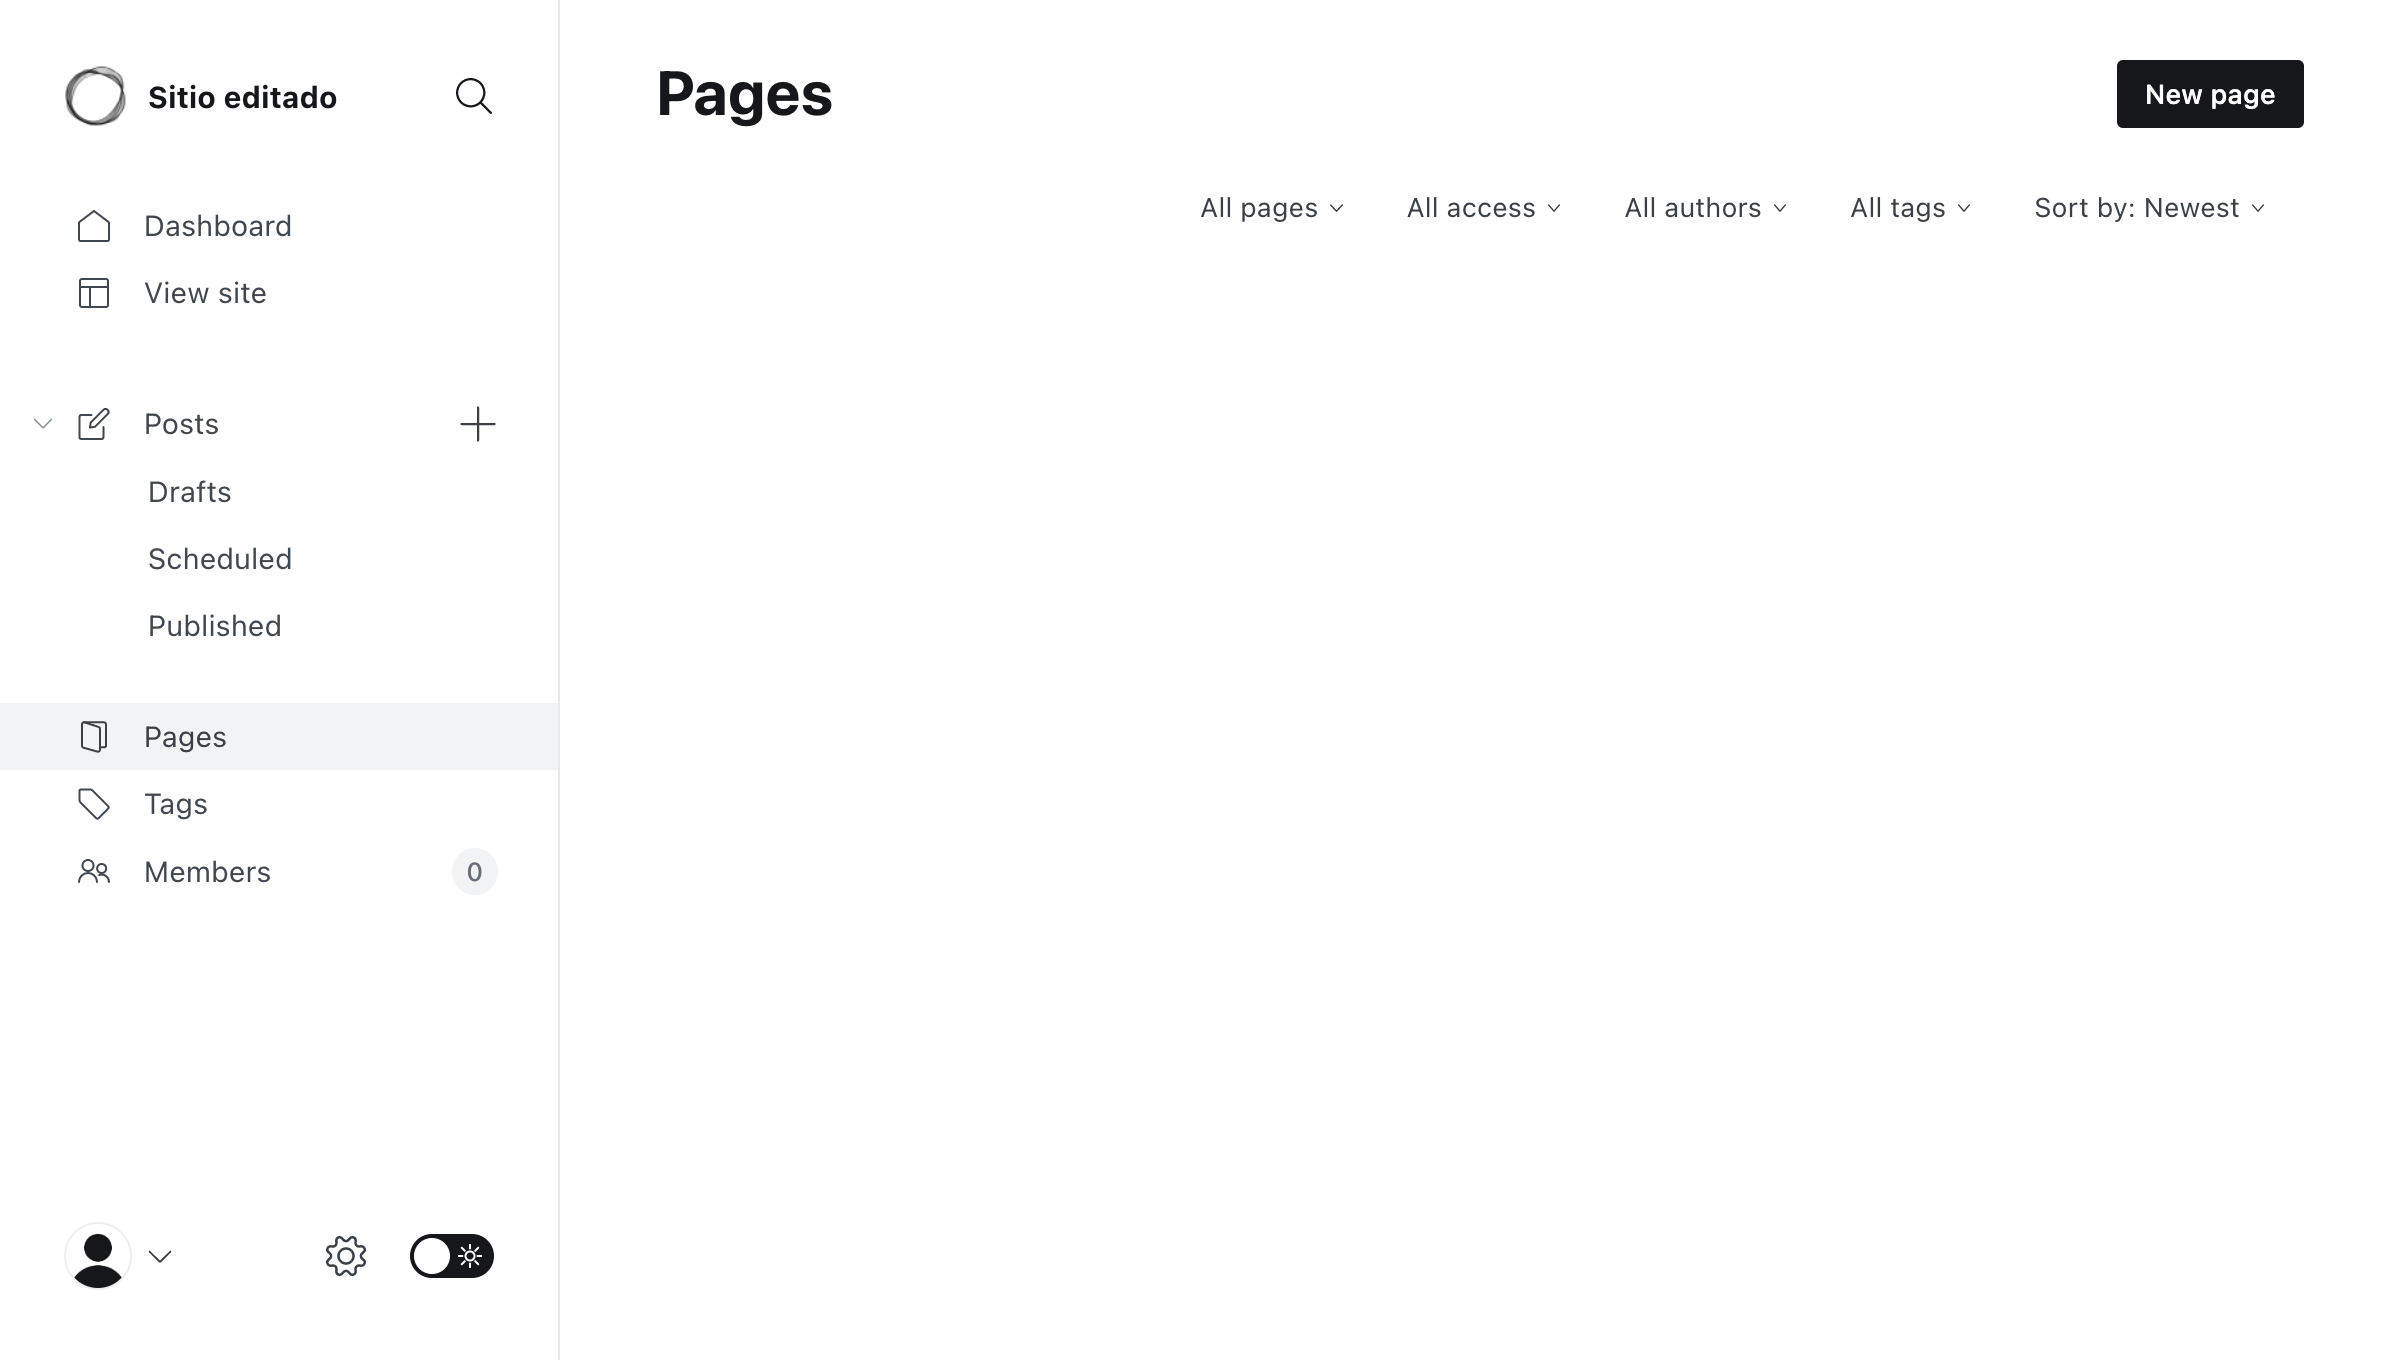 Sitio editado
Dashboard
View site
Posts
Drafts
Scheduled
Published
Pages
Tags
Members 0
Pages
New page
All pages All access All authors All tags Sort by: Newest